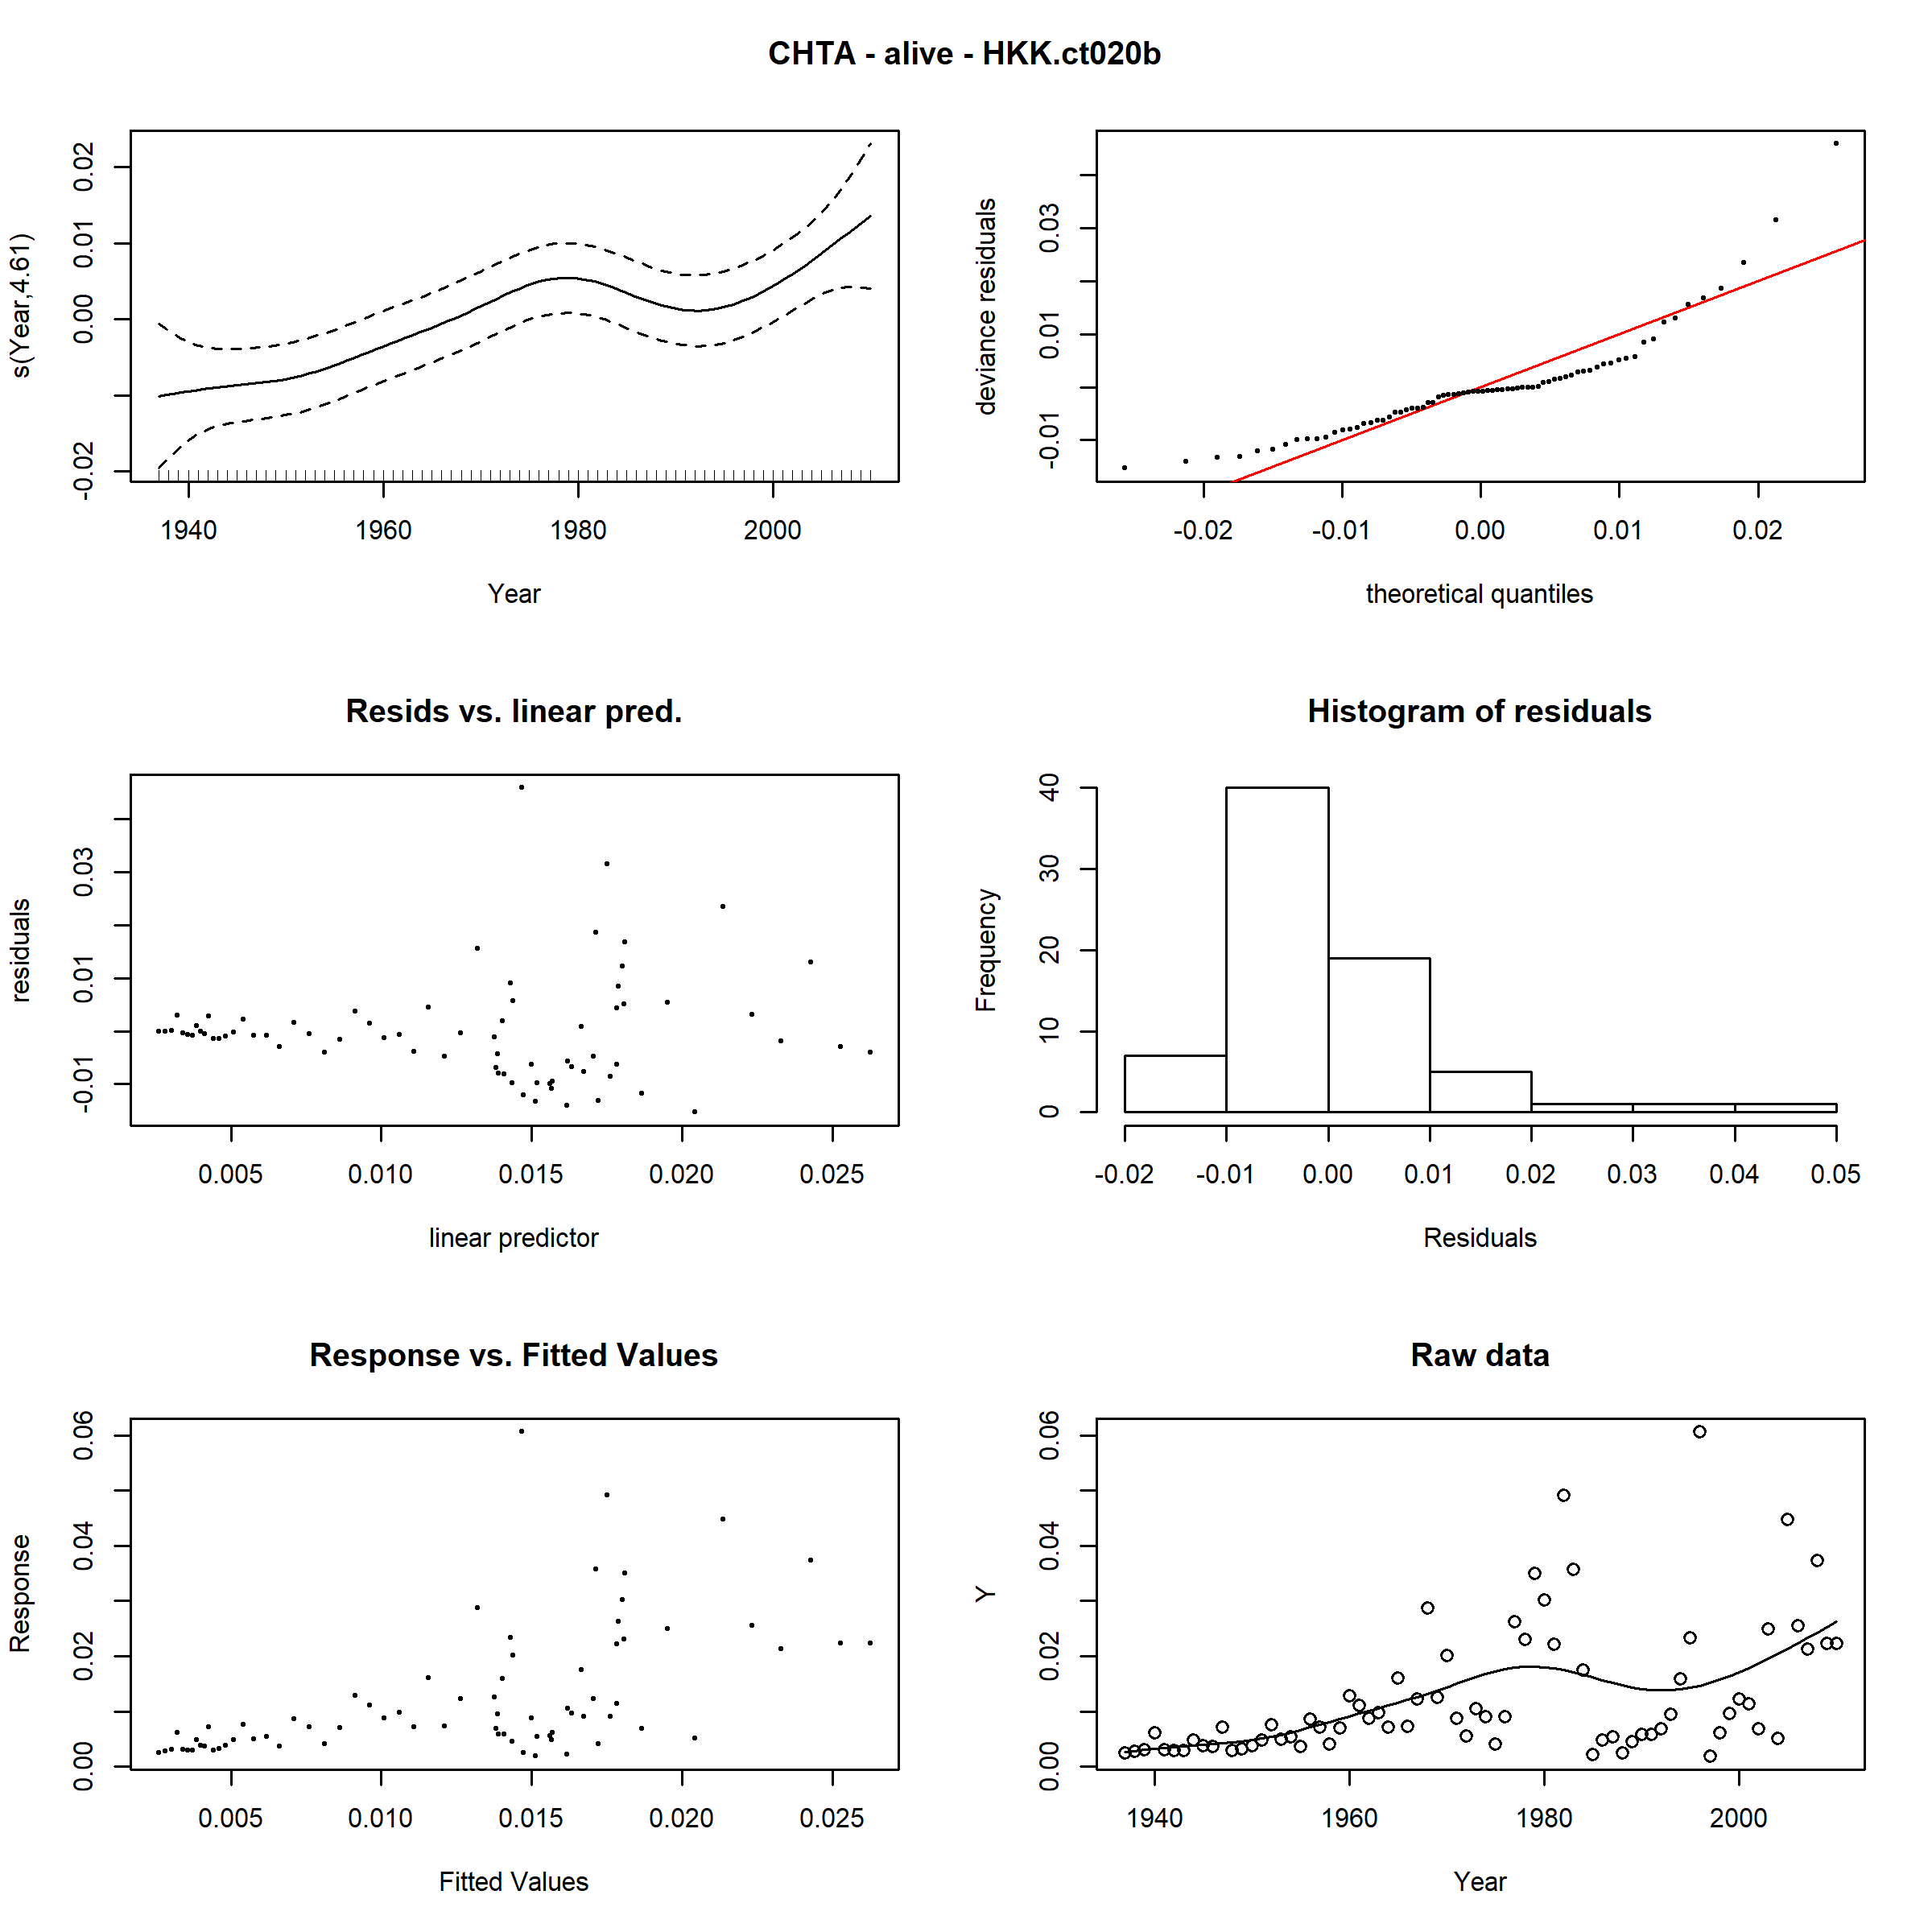 CHTA - alive - HKK.ct020b
s(Year,4.61)
0.02
0.01
0.00
-0.02
1940 1960 1980 2000
Year
deviance residuals
0.03
0.01
-0.01
-0.02 -0.01 0.00 0.01 0.02
theoretical quantiles
Resids vs. linear pred.
residuals
0.03
0.01
-0.01
0.005 0.010 0.015 0.020 0.025
linear predictor
Histogram of residuals
Frequency
40
30
20
10
0
-0.02 -0.01 0.00 0.01 0.02 0.03 0.04 0.05
Residuals
Response vs. Fitted Values
Response
0.06
0.04
0.02
0.00
0.005 0.010 0.015 0.020 0.025
Fitted Values
Raw data
Y
0.06
0.04
0.02
0.00
1940 1960 1980 2000
Year